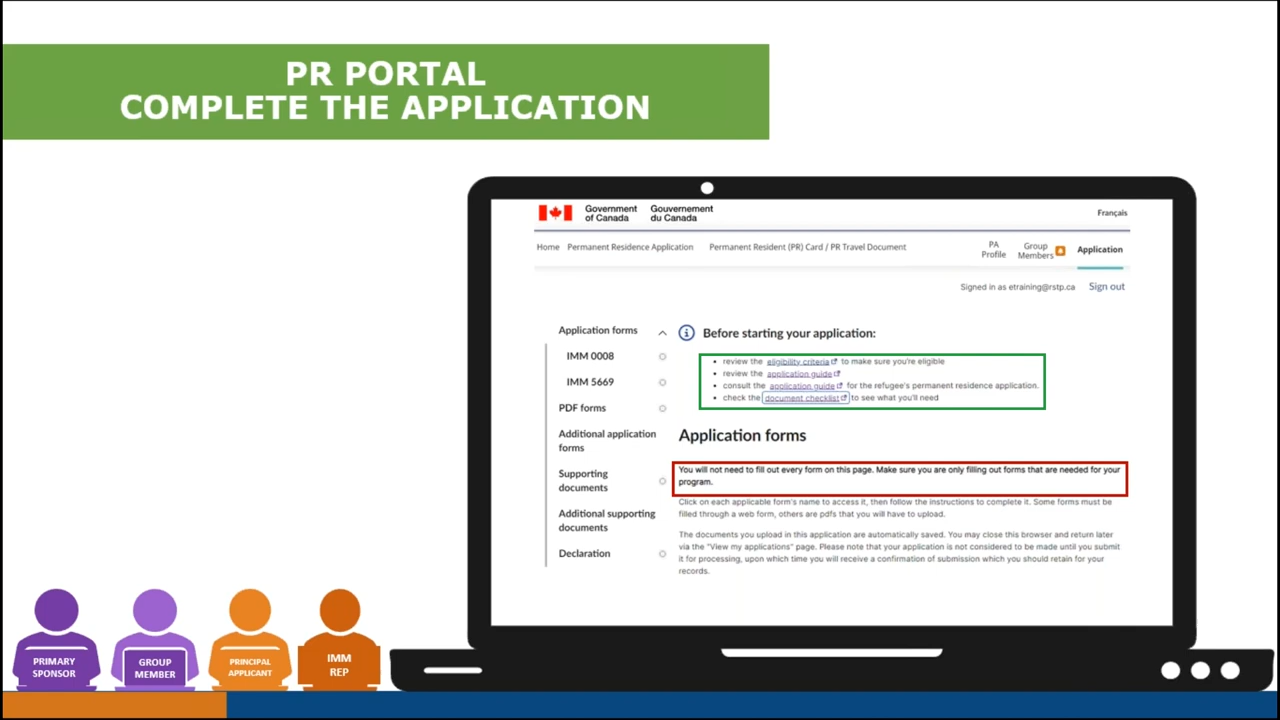 PR PORTAL
COMPLETE THE APPLICATION
Government
of Canada
Gouvernement
du Canada
Français
Home Permanent Residence Application Permanent Resident (PR) Card / PR Travel Document
PA
Profile
Group
Members
Application
Signed in as etraining@rstp.ca Sign out
Application forms
IMM 0008
IMM 5669
PDF forms
Additional application
forms
Supporting
documents
Additional supporting
documents
Declaration
Before starting your application:
• review the eligibility criteria to make sure you're eligible
• review the application guide
• consult the application guide for the refugee's permanent residence application.
• check the document checklist to see what you'll need
Application forms
You will not need to fill out every form on this page. Make sure you are only filling out forms that are needed for your
program.
Click on each applicable form's name to access it, then follow the instructions to complete it. Some forms must be
filled through a web form, others are pdfs that you will have to upload.
The documents you upload in this application are automatically saved. You may close this browser and return later
via the "View my applications" page. Please note that your application is not considered to be made until you submit
it for processing, upon which time you will receive a confirmation of submission which you should retain for your
records.
PRIMARY
SPONSOR
GROUP
MEMBER
PRINCIPAL
APPLICANT
IMM
REP